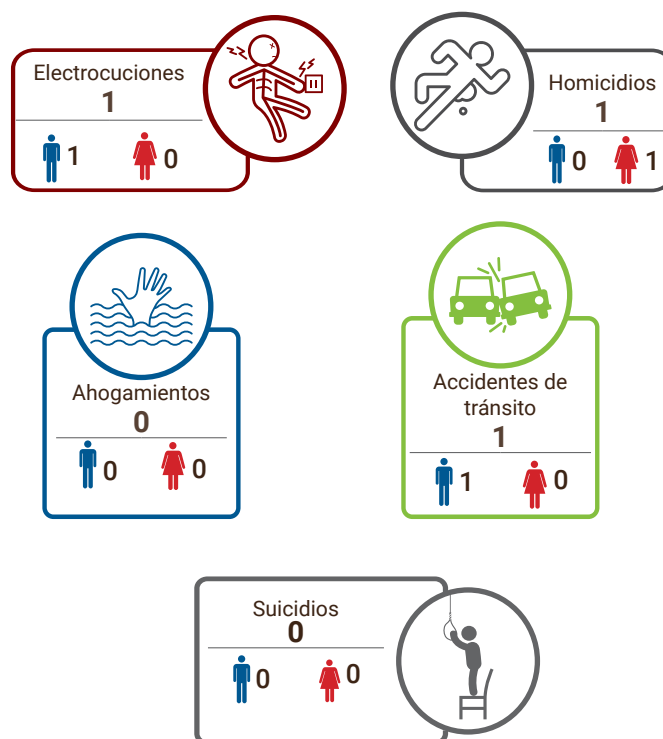 Electrocuciones
1
1
0
Homicidios
1
0
1
Ahogamientos
0
0
0
Accidentes de
tránsito
1
1
0
Suicidios
0
0
0